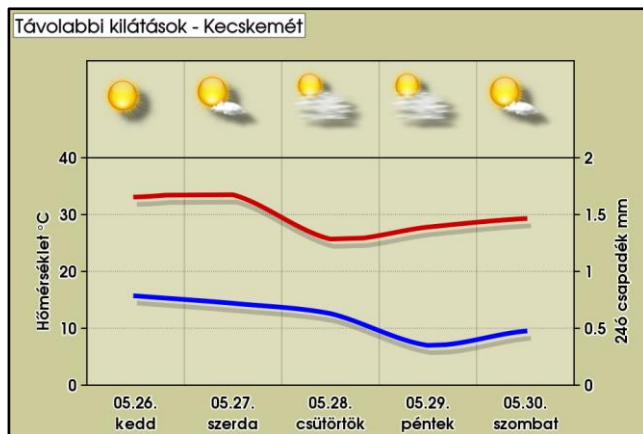 Távolabbi kilátások - Kecskemét
40
30
20
10
0
Hőmérséklet °C
2
1.5
1
0.5
0
24ó csapadék mm
05.26.
kedd
05.27.
szerda
05.28.
csütörtök
05.29.
péntek
05.30.
szombat